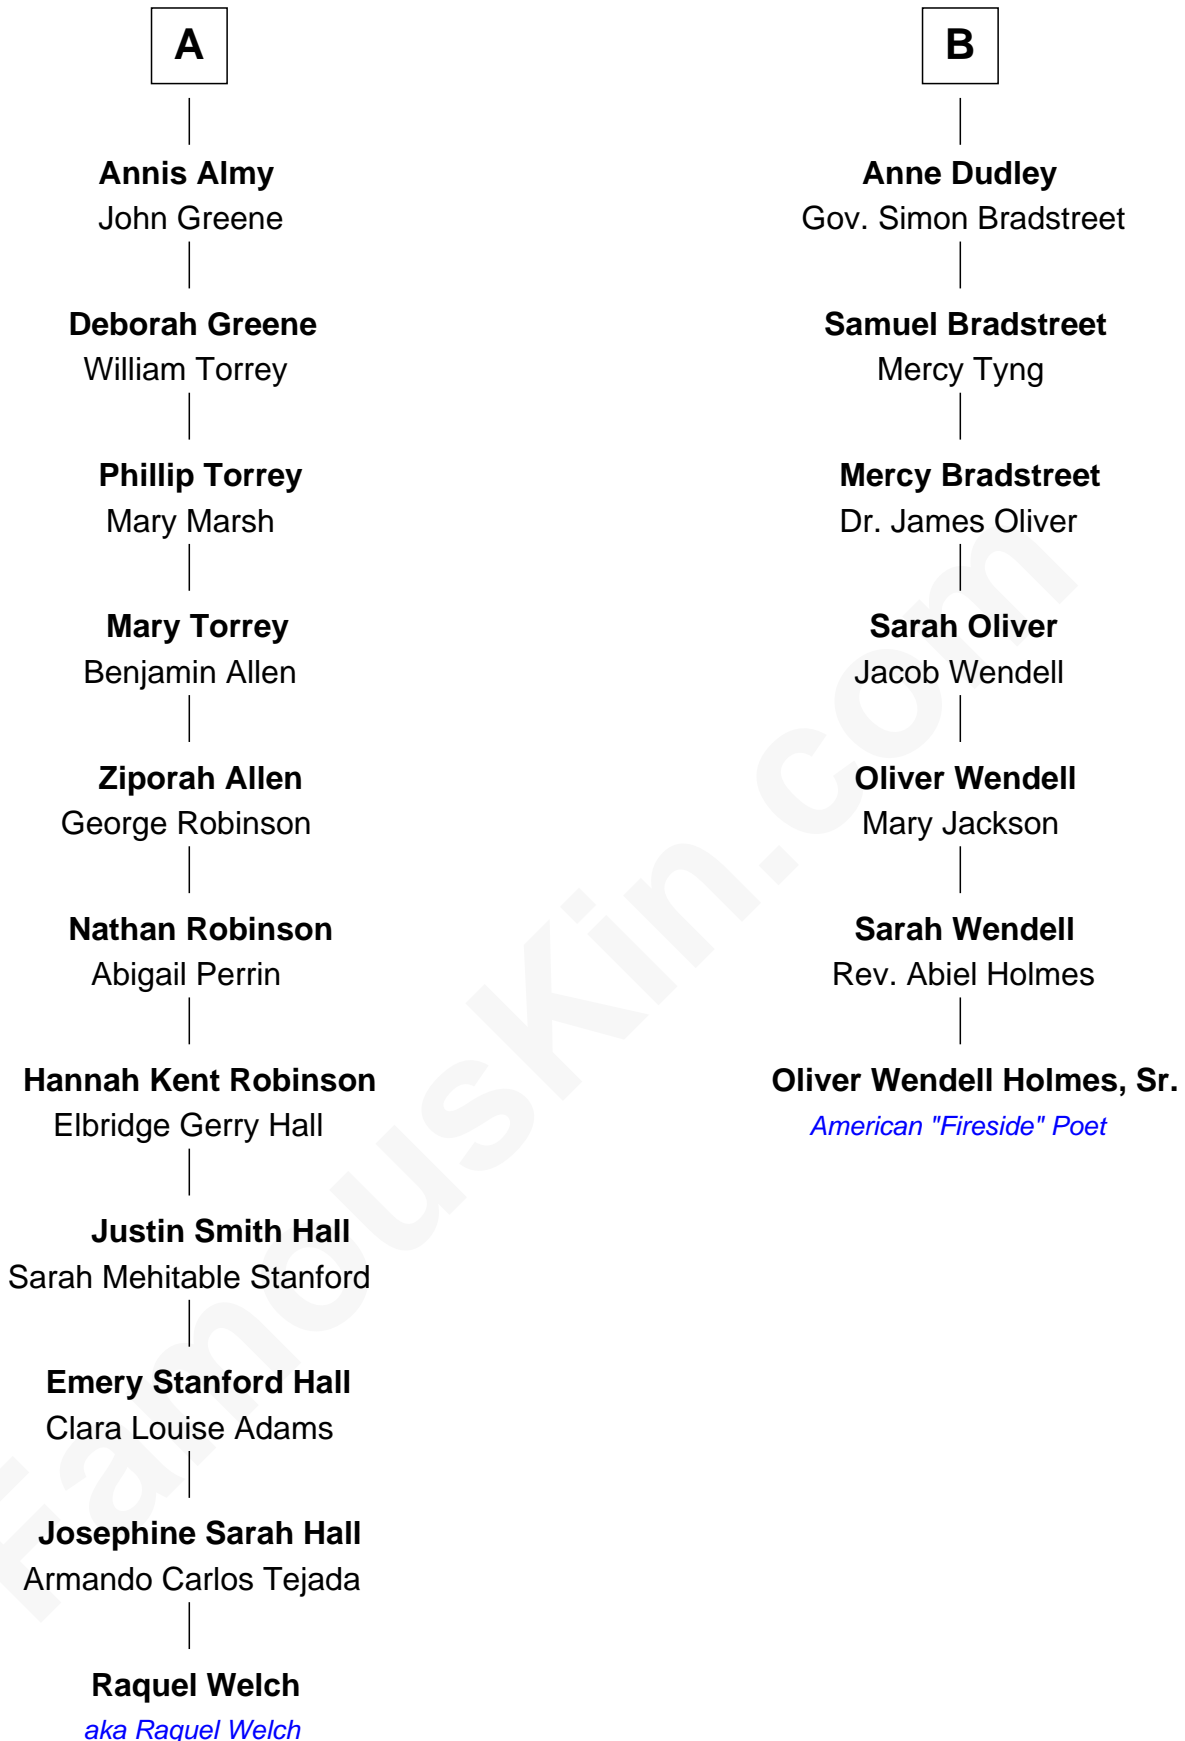 A
Annis Almy
John Greene
Deborah Greene
William Torrey
Phillip Torrey
Mary Marsh
Mary Torrey
Benjamin Allen
Ziporah Allen
George Robinson
Nathan Robinson
Abigail Perrin
Hannah Kent Robinson
Elbridge Gerry Hall
Justin Smith Hall
Sarah Mehitable Stanford
Emery Stanford Hall
Clara Louise Adams
Josephine Sarah Hall
Armando Carlos Tejada
Raquel Welch
aka Raquel Welch
B
Anne Dudley
Gov. Simon Bradstreet
Samuel Bradstreet
Mercy Tyng
Mercy Bradstreet
Dr. James Oliver
Sarah Oliver
Jacob Wendell
Oliver Wendell
Mary Jackson
Sarah Wendell
Rev. Abiel Holmes
Oliver Wendell Holmes, Sr.
American "Fireside" Poet
FamousKin.com